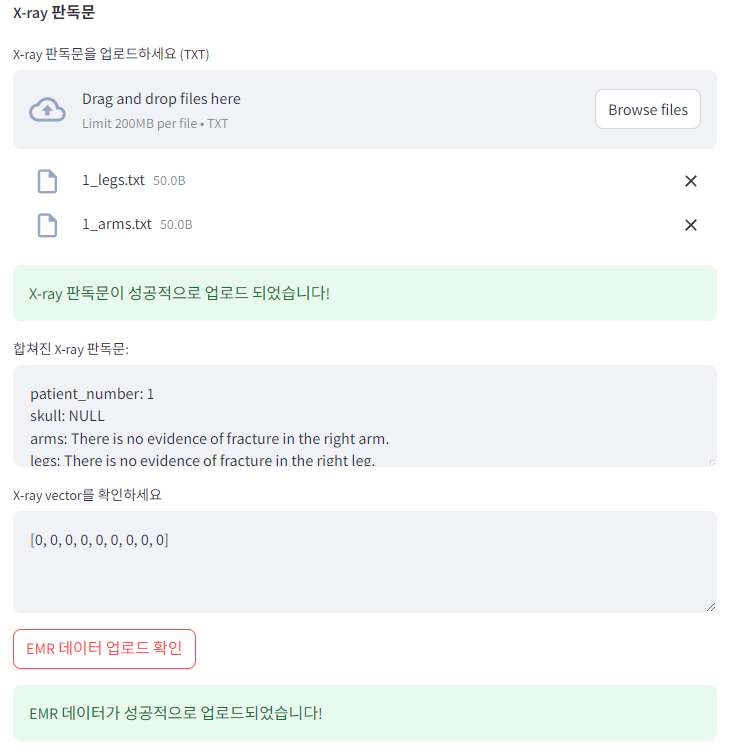 X-ray 판독문
X-ray 판독문을 업로드하세요 (TXT)
Drag and drop files here
Limit 200MB per file • TXT
Browse files
1_legs.txt 50.0B
1_arms.txt 50.0B
X-ray 판독문이 성공적으로 업로드 되었습니다!
합쳐진 X-ray 판독문:
patient_number: 1
skull: NULL
arms: There is no evidence of fracture in the right arm.
legs: There is no evidence of fracture in the right leg.
X-ray vector를 확인하세요
[0, 0, 0, 0, 0, 0, 0, 0, 0]
EMR 데이터 업로드 확인
EMR 데이터가 성공적으로 업로드되었습니다!